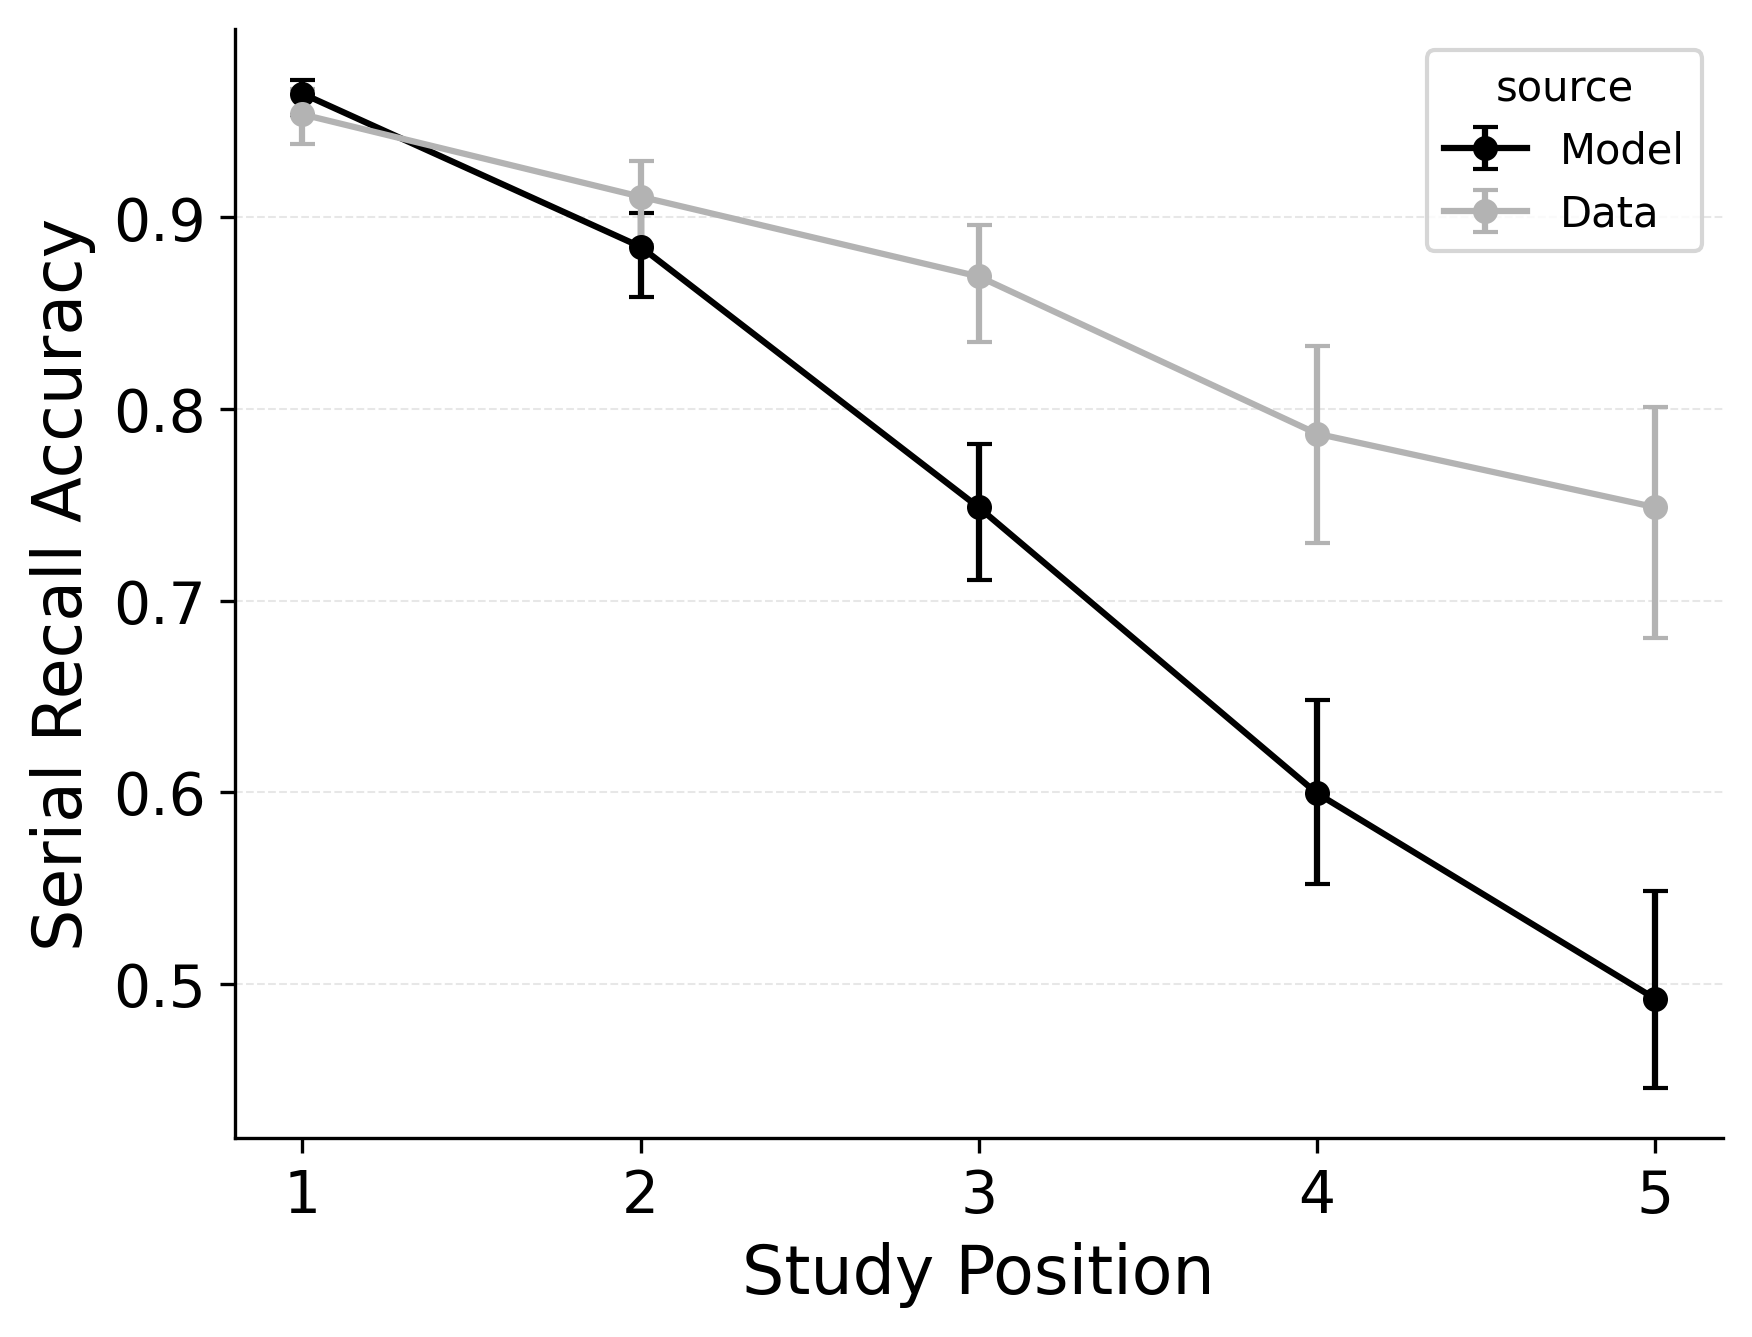 source
Model
Data
0.9
0.8
0.7
0.6
0.5
Serial Recall Accuracy
1 2 3 4 5
Study Position